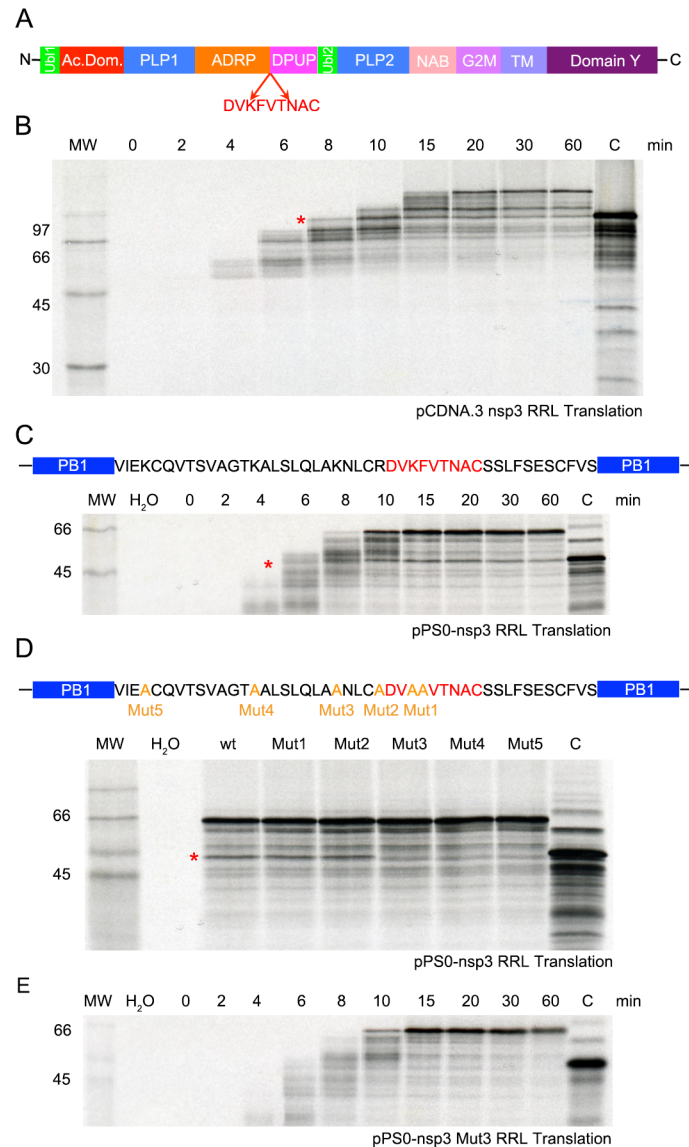 A
N- Ubl1 Ac.Dom. PLP1 ADRP DPUP Ubl2 PLP2 NAB G2M TM Domain Y C
DVKFVTNAC
B
MW 0 2 4 6 8 10 15 20 30 60 C min
*
97
66
45
30
pCDNA.3 nsp3 RRL Translation
C
PB1 VIEKCQVTSVAGTKALSLQLAKNLCRDVKFVTNACSSLFSESCFVS PB1
MW H2O 0 2 4 6 8 10 15 20 30 60 C min
66
*
45
pPS0-nsp3 RRL Translation
D
PB1 VIEACQVTSVAGTAALSLQLAANLCADVAAVTNACSSLFSESCFVS PB1
Mut5 Mut4 Mut3 Mut2 Mut1
MW H2O wt Mut1 Mut2 Mut3 Mut4 Mut5 C
66
*
45
pPS0-nsp3 RRL Translation
E
MW H2O 0 2 4 6 8 10 15 20 30 60 C min
66
45
pPS0-nsp3 Mut3 RRL Translation